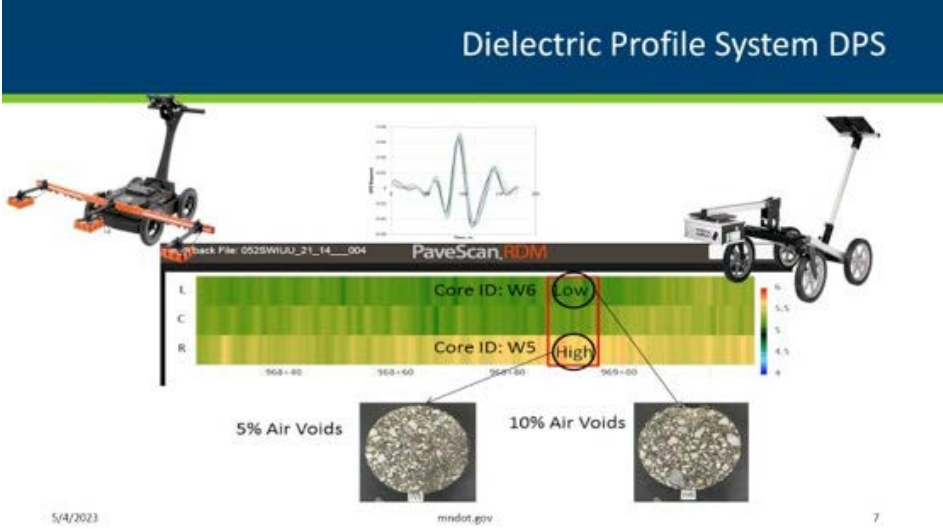 Dielectric Profile System DPS
back File: 052SWIUU_21_14___004
PaveScan RDM
L
C
R
Core ID: W6
Low
Core ID: W5
High
968+40
968+60
968+80
969+00
6
5.5
5
4.5
4
5% Air Voids
10% Air Voids
5/4/2023
mndot.gov
7